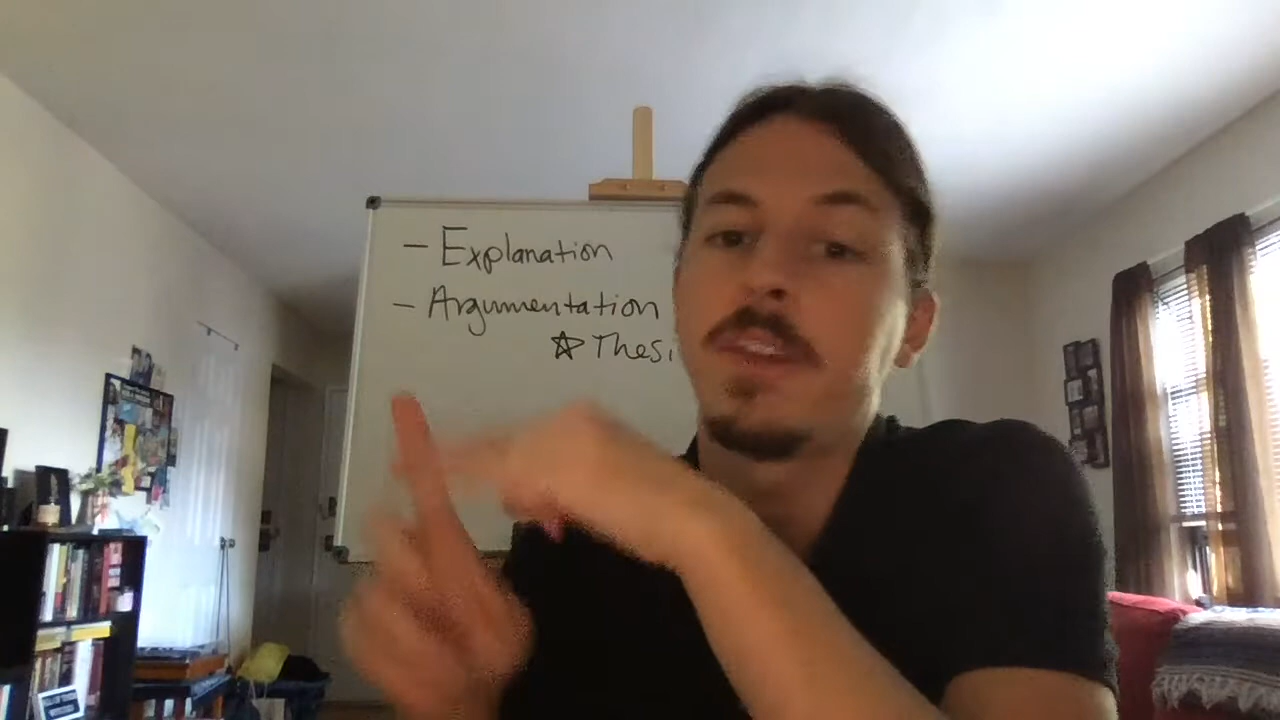 - Explanation
- Argumentation
☆ Thesi